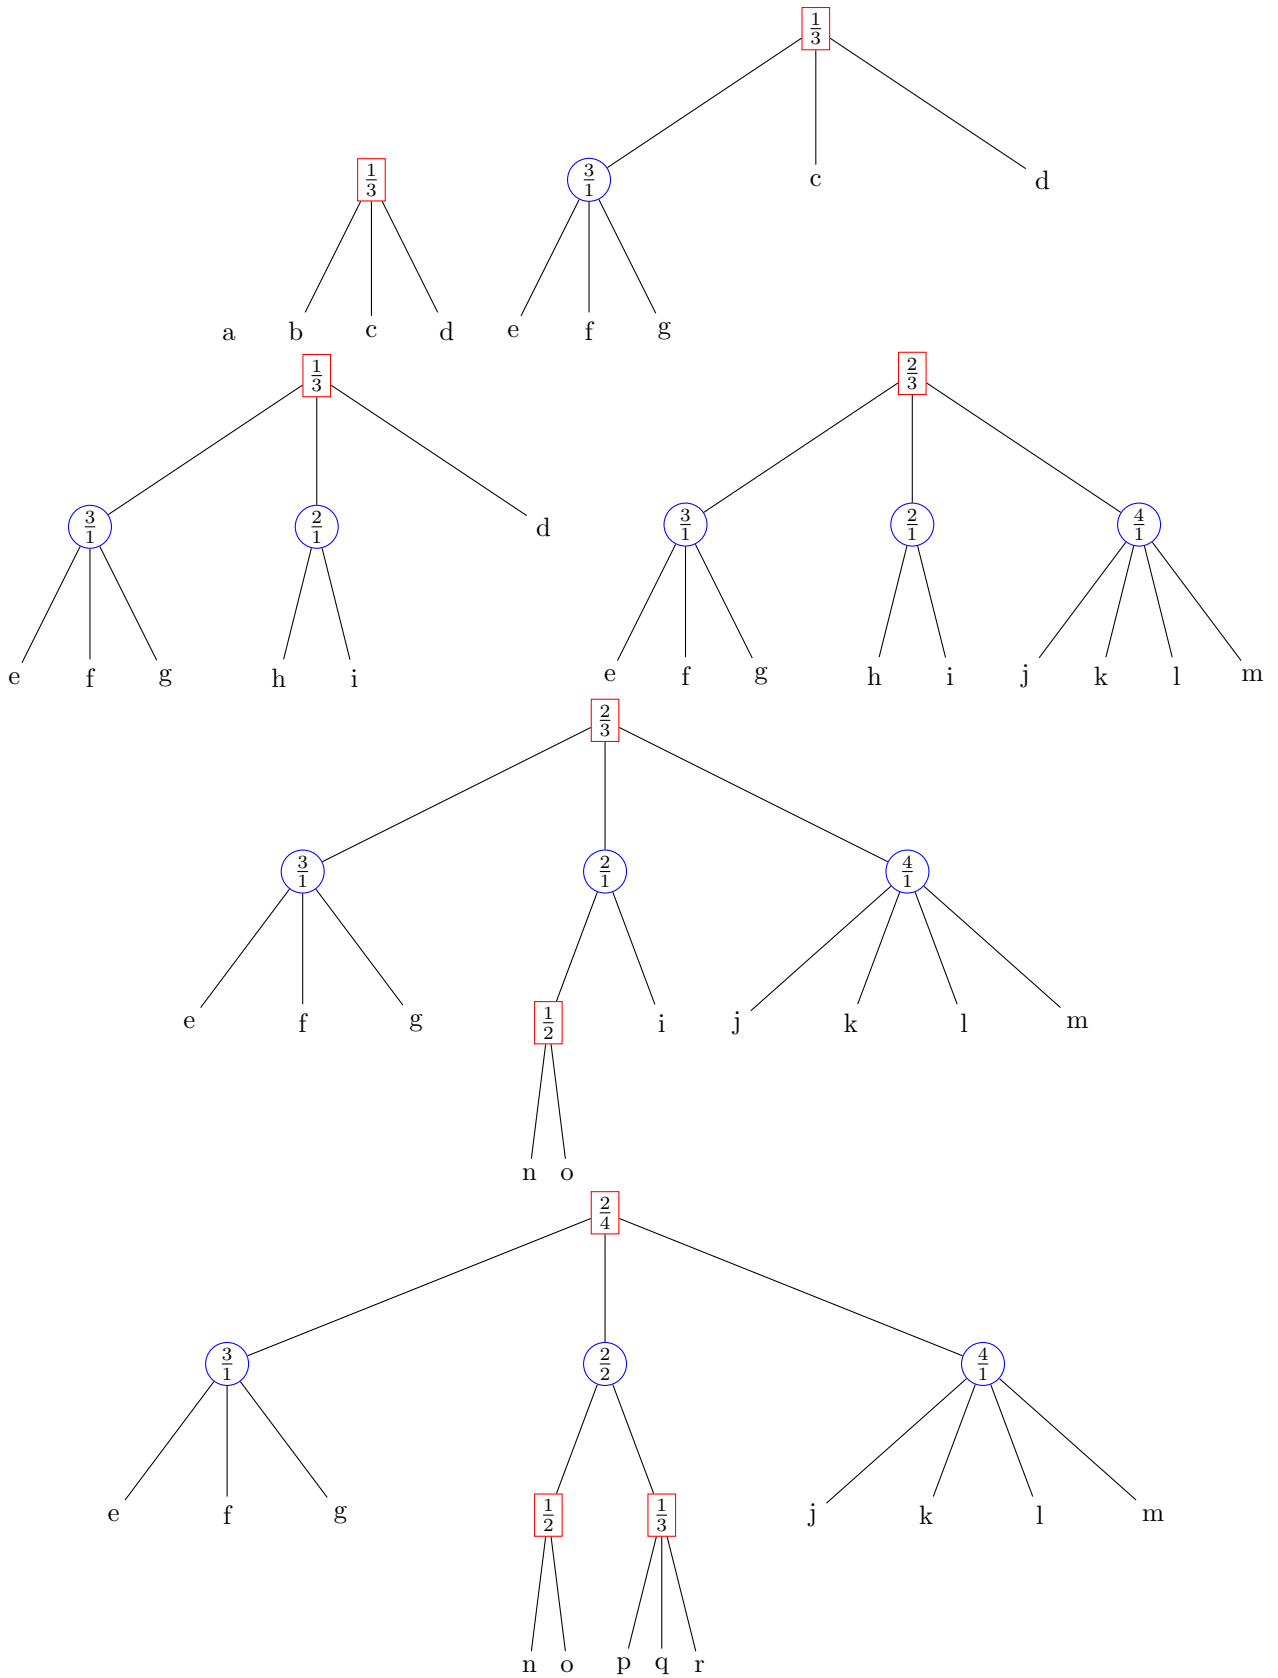 1/3
1/3 3/1 c d
a b c d e f g
1/3 2/3
3/1 2/1 d 3/1 2/1 4/1
e f g h i e f g h i j k l m
2/3
3/1 2/1 4/1
e f g 1/2 i j k l m
n o
2/4
3/1 2/2 4/1
e f g 1/2 1/3 j k l m
n o p q r